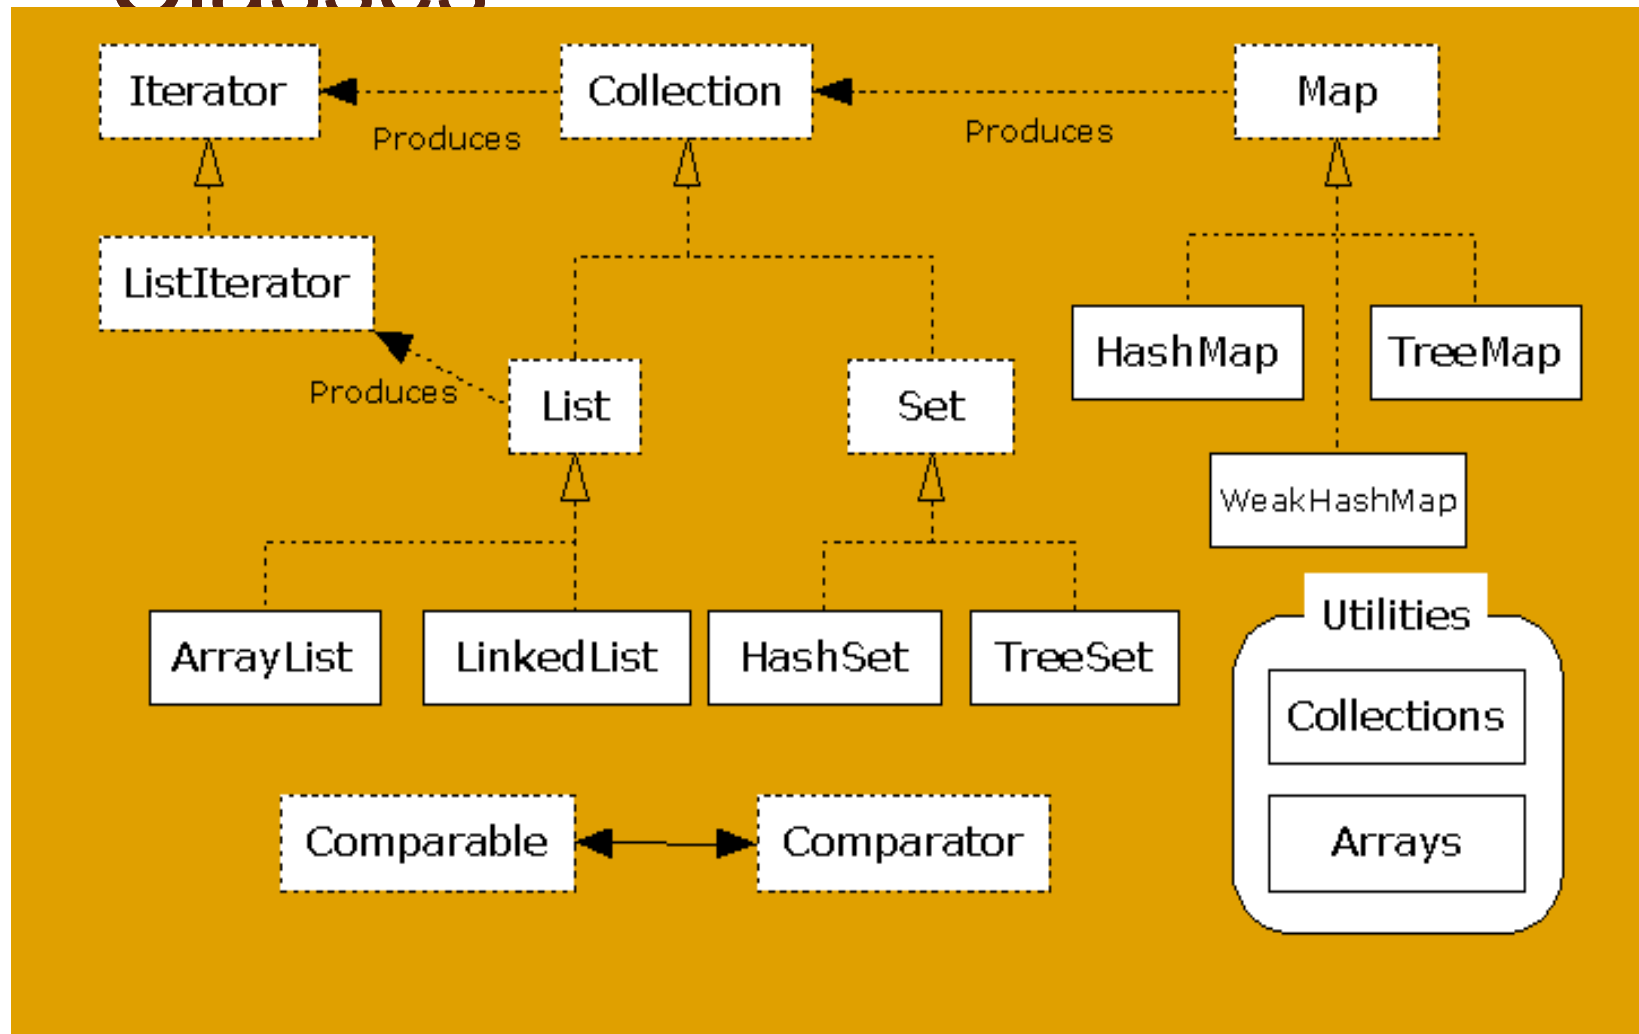 Classes
Iterator
Collection
Map
Produces
Produces
ListIterator
HashMap
TreeMap
Produces
List
Set
WeakHashMap
Utilities
ArrayList
LinkedList
HashSet
TreeSet
Collections
Comparable
Comparator
Arrays